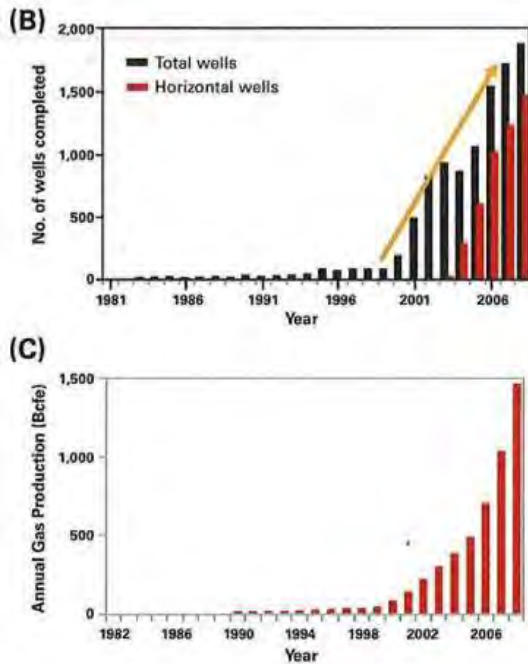 (B)
2,000
Total wells
Horizontal wells
1,500
1,000
500
0
No. of wells completed
1981 1986 1991 1996 2001 2006
Year
(C)
1,500
1,000
500
0
Annual Gas Production (Bcfe)
1982 1986 1990 1994 1998 2002 2006
Year